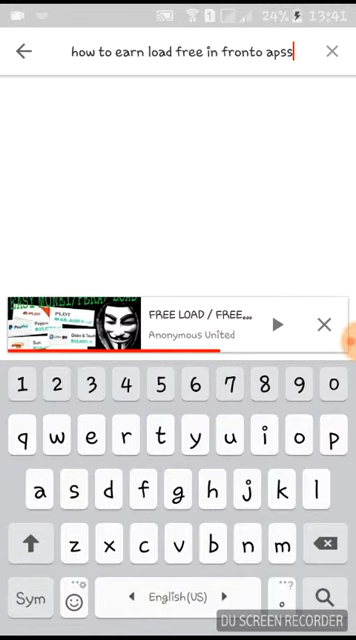 24% 13:41
how to earn load free in fronto apss
FREE LOAD / FREE...
Anonymous United
1 2 3 4 5 6 7 8 9 0
q w e r t y u i o p
a s d f g h j k l
z x c v b n m
Sym English(US)
DU SCREEN RECORDER